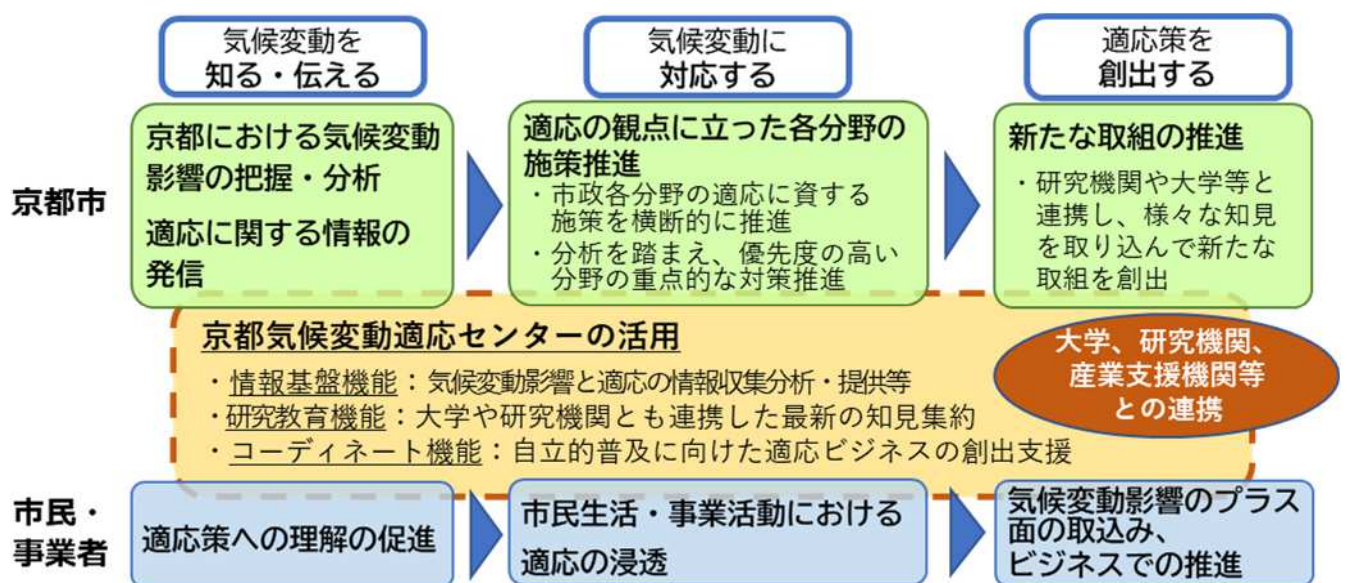 気候変動を
知る・伝える
気候変動に
対応する
適応策を
創出する
京都市
京都における気候変動
影響の把握・分析
適応に関する情報の
発信
適応の観点に立った各分野の
施策推進
・市政各分野の適応に資する
施策を横断的に推進
・分析を踏まえ、優先度の高い
分野の重点的な対策推進
新たな取組の推進
・研究機関や大学等と
連携し、様々な知見
を取り込んで新たな
取組を創出
京都気候変動適応センターの活用
・情報基盤機能：気候変動影響と適応の情報収集分析・提供等
・研究教育機能：大学や研究機関とも連携した最新の知見集約
・コーディネート機能：自立的普及に向けた適応ビジネスの創出支援
大学、研究機関、
産業支援機関等
との連携
市民・
事業者
適応策への理解の促進
市民生活・事業活動における
適応の浸透
気候変動影響のプラス
面の取込み、
ビジネスでの推進